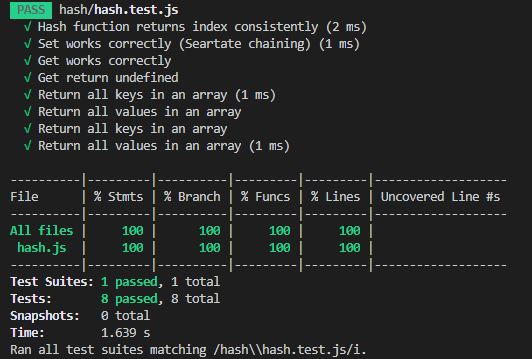 PASS hash/hash.test.js
√ Hash function returns index consistently (2 ms)
√ Set works correctly (Seartate chaining) (1 ms)
√ Get works correctly
√ Get return undefined
√ Return all keys in an array (1 ms)
√ Return all values in an array
√ Return all keys in an array
√ Return all values in an array (1 ms)
----------|---------|----------|---------|---------|-------------------
File      | % Stmts | % Branch | % Funcs | % Lines | Uncovered Line #s
----------|---------|----------|---------|---------|-------------------
All files |     100 |      100 |     100 |     100 |
 hash.js  |     100 |      100 |     100 |     100 |
----------|---------|----------|---------|---------|-------------------
Test Suites: 1 passed, 1 total
Tests:       8 passed, 8 total
Snapshots:   0 total
Time:        1.639 s
Ran all test suites matching /hash\\hash.test.js/i.